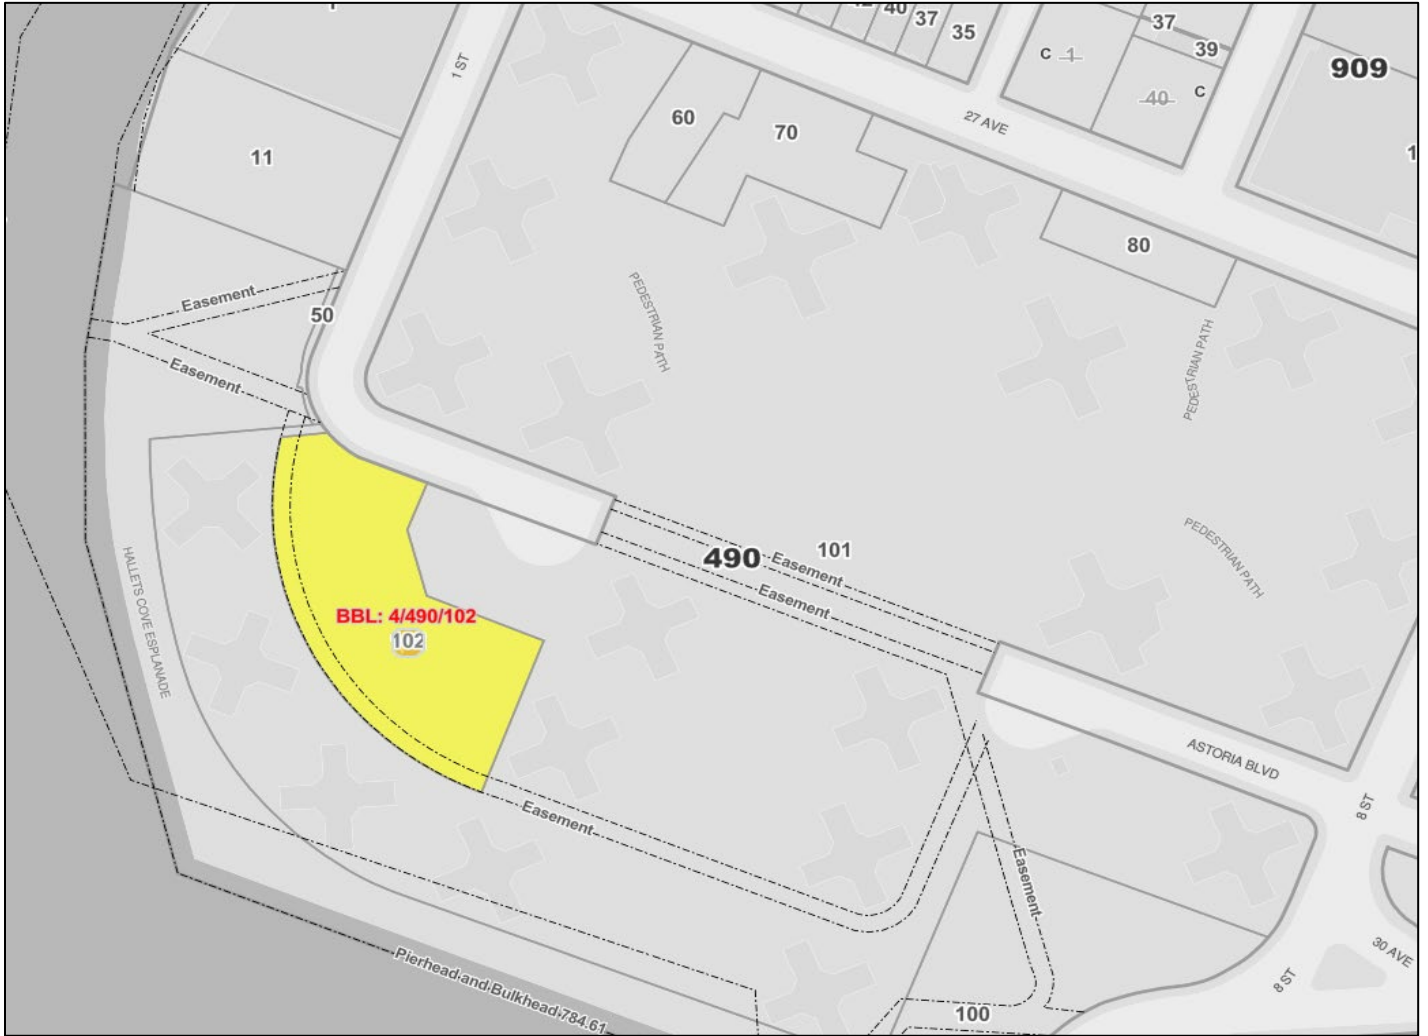 40
37
35
37
39
C
1
C
40
909
1 ST
27 AVE
11
60
70
80
PEDESTRIAN PATH
PEDESTRIAN PATH
Easement
50
Easement
490
101
Easement
Easement
PEDESTRIAN PATH
HALLETS COVE ESPLANADE
BBL: 4/490/102
102
ASTORIA BLVD
8 ST
Easement
Easement
30 AVE
8 ST
Pierhead and Bulkhead 784.61
100